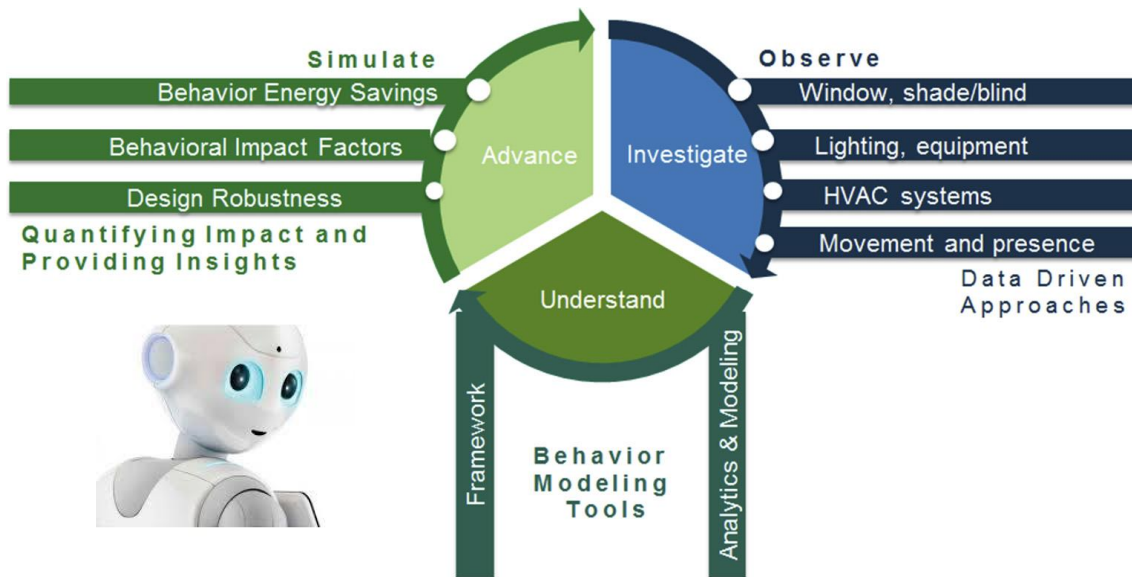 Simulate
Behavior Energy Savings
Behavioral Impact Factors
Design Robustness
Quantifying Impact and
Providing Insights
Advance
Investigate
Understand
Observe
Window, shade/blind
Lighting, equipment
HVAC systems
Movement and presence
Data Driven
Approaches
Framework
Behavior
Modeling
Tools
Analytics & Modeling